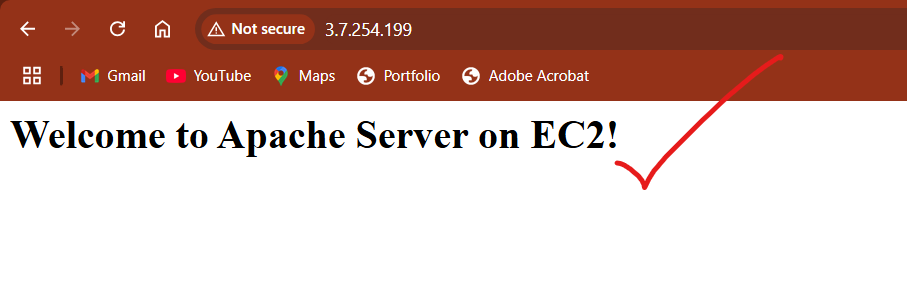 Not secure 3.7.254.199
Gmail YouTube Maps Portfolio Adobe Acrobat
Welcome to Apache Server on EC2!